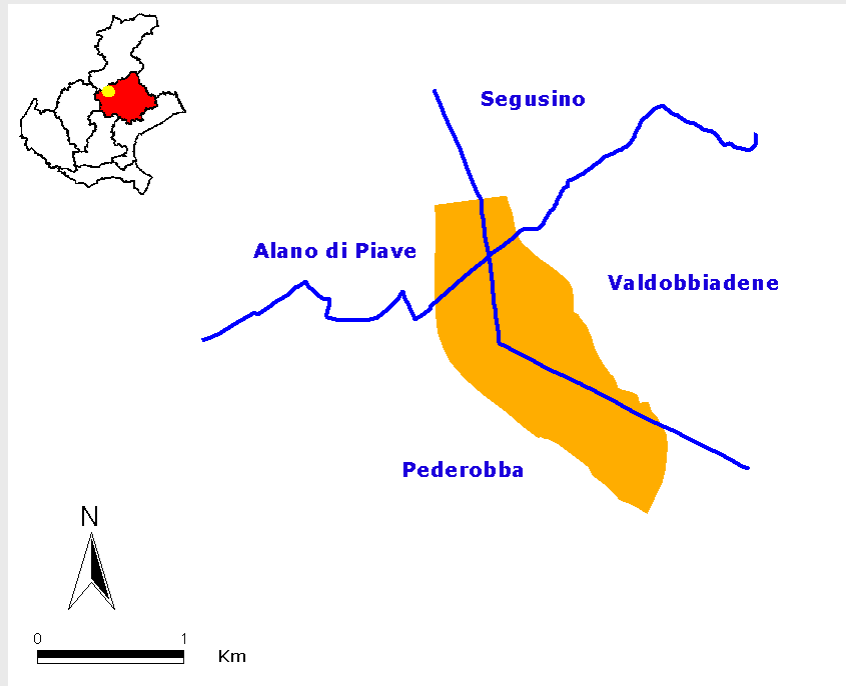 Segusino
Alano di Piave
Valdobbiadene
Pederobba
N
0 1
Km